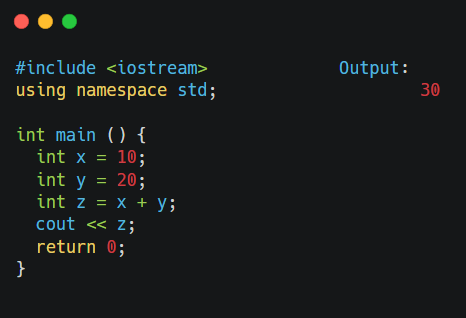 #include <iostream>
using namespace std;

int main () {
  int x = 10;
  int y = 20;
  int z = x + y;
  cout << z;
  return 0;
}
Output:
30